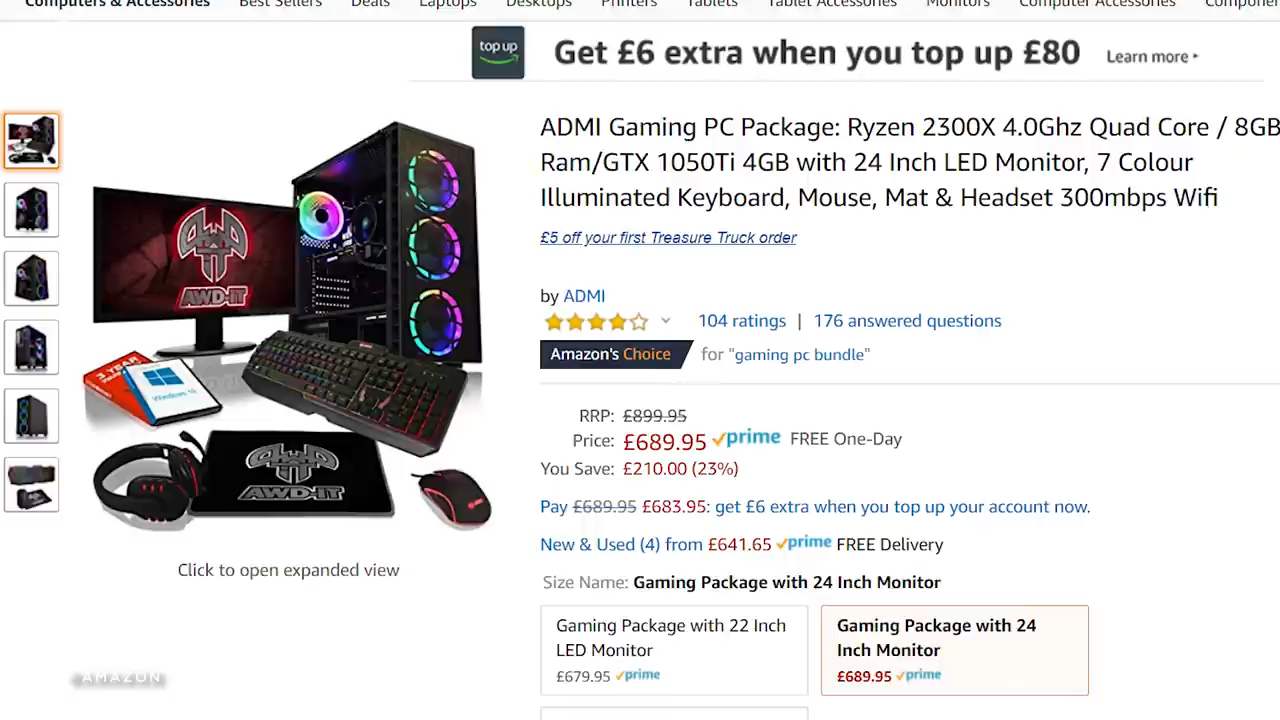 Computers & Accessories Best Sellers Deals Laptops Desktops Printers Tablets Tablet Accessories Monitors Computer Accessories Componen
top up Get £6 extra when you top up £80 Learn more
ADMI Gaming PC Package: Ryzen 2300X 4.0Ghz Quad Core / 8GB
Ram/GTX 1050Ti 4GB with 24 Inch LED Monitor, 7 Colour
Illuminated Keyboard, Mouse, Mat & Headset 300mbps Wifi
£5 off your first Treasure Truck order
by ADMI
104 ratings | 176 answered questions
Amazon's Choice for "gaming pc bundle"
RRP: £899.95
Price: £689.95 prime FREE One-Day
You Save: £210.00 (23%)
Pay £689.95 £683.95: get £6 extra when you top up your account now.
New & Used (4) from £641.65 prime FREE Delivery
Size Name: Gaming Package with 24 Inch Monitor
Gaming Package with 22 Inch
LED Monitor
£679.95 prime
Gaming Package with 24
Inch Monitor
£689.95 prime
AWD-IT
3 YEAR
Windows 10
AWD-IT
Click to open expanded view
AMAZON